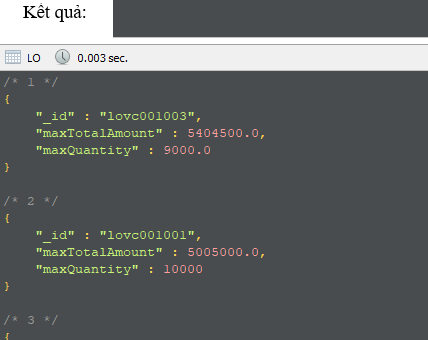 Kết quả:
LO 0.003 sec.
/* 1 */
{
    "_id" : "lovc001003",
    "maxTotalAmount" : 5404500.0,
    "maxQuantity" : 9000.0
}
/* 2 */
{
    "_id" : "lovc001001",
    "maxTotalAmount" : 5005000.0,
    "maxQuantity" : 10000
}
/* 3 */
{